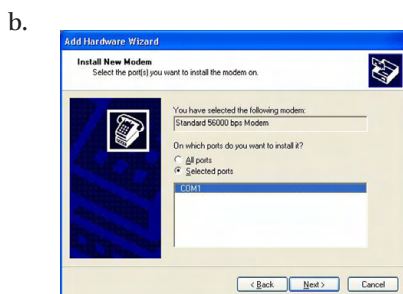 b.
Add Hardware Wizard
Install New Modem
Select the port(s) you want to install the modem on.
You have selected the following modem:
Standard 56000 bps Modem
On which ports do you want to install it?
All ports
Selected ports
COM1
< Back
Next >
Cancel